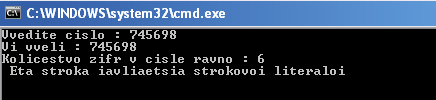 C:\WINDOWS\system32\cmd.exe
Vvedite cislo : 745698
Vi vveli : 745698
Kolicestvo zifr v cisle ravno : 6
Eta stroka iavliaetsia strokovoi literaloi